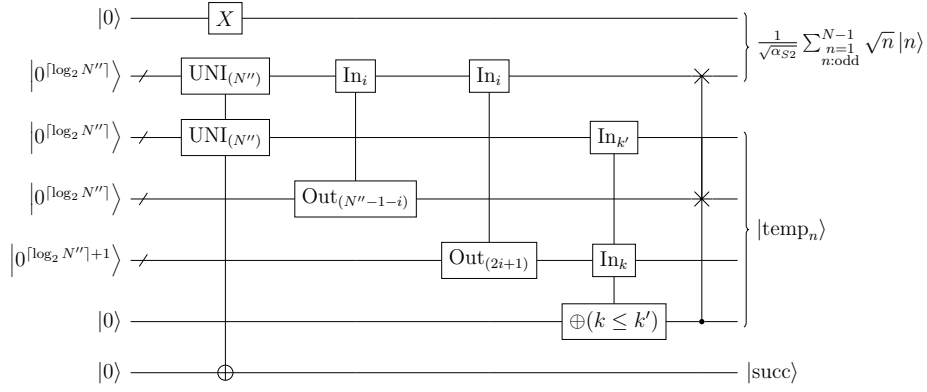 |0⟩ X
|0^{⌈log₂ N''⌉}⟩ UNI_{(N'')} In_i In_i
1/√α_{S2} ∑_{n=1, n:odd}^{N−1} √n |n⟩
|0^{⌈log₂ N''⌉}⟩ UNI_{(N'')} In_{k'}
|0^{⌈log₂ N''⌉}⟩ Out_{(N''−1−i)}
|temp_n⟩
|0^{⌈log₂ N''⌉+1}⟩ Out_{(2i+1)} In_k
|0⟩ ⊕(k ≤ k')
|0⟩ |succ⟩